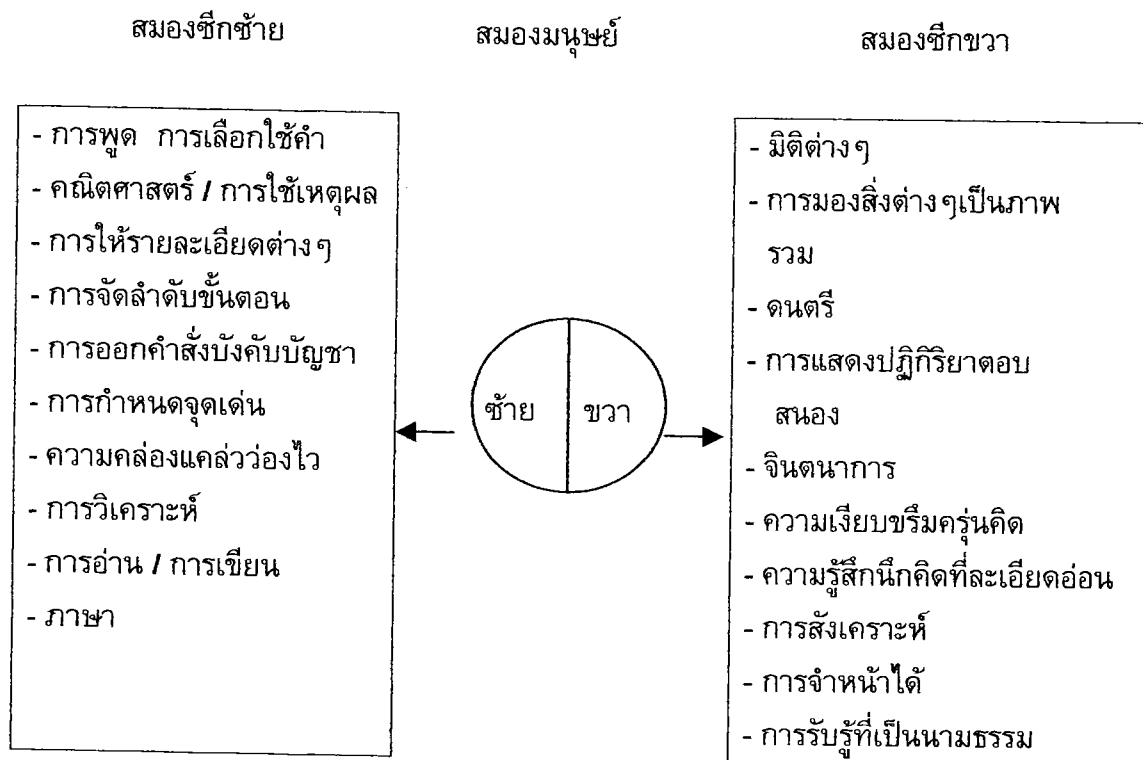 สมองซีกซ้าย
สมองมนุษย์
สมองซีกขวา
- การพูด การเลือกใช้คำ
- คณิตศาสตร์ / การใช้เหตุผล
- การให้รายละเอียดต่างๆ
- การจัดลำดับขั้นตอน
- การออกคำสั่งบังคับบัญชา
- การกำหนดจุดเด่น
- ความคล่องแคล่วว่องไว
- การวิเคราะห์
- การอ่าน / การเขียน
- ภาษา
ซ้าย ขวา
- มิติต่างๆ
- การมองสิ่งต่างๆเป็นภาพ
รวม
- ดนตรี
- การแสดงปฏิกิริยาตอบ
สนอง
- จินตนาการ
- ความเงียบขรึมครุ่นคิด
- ความรู้สึกนึกคิดที่ละเอียดอ่อน
- การสังเคราะห์
- การจำหน้าได้
- การรับรู้ที่เป็นนามธรรม